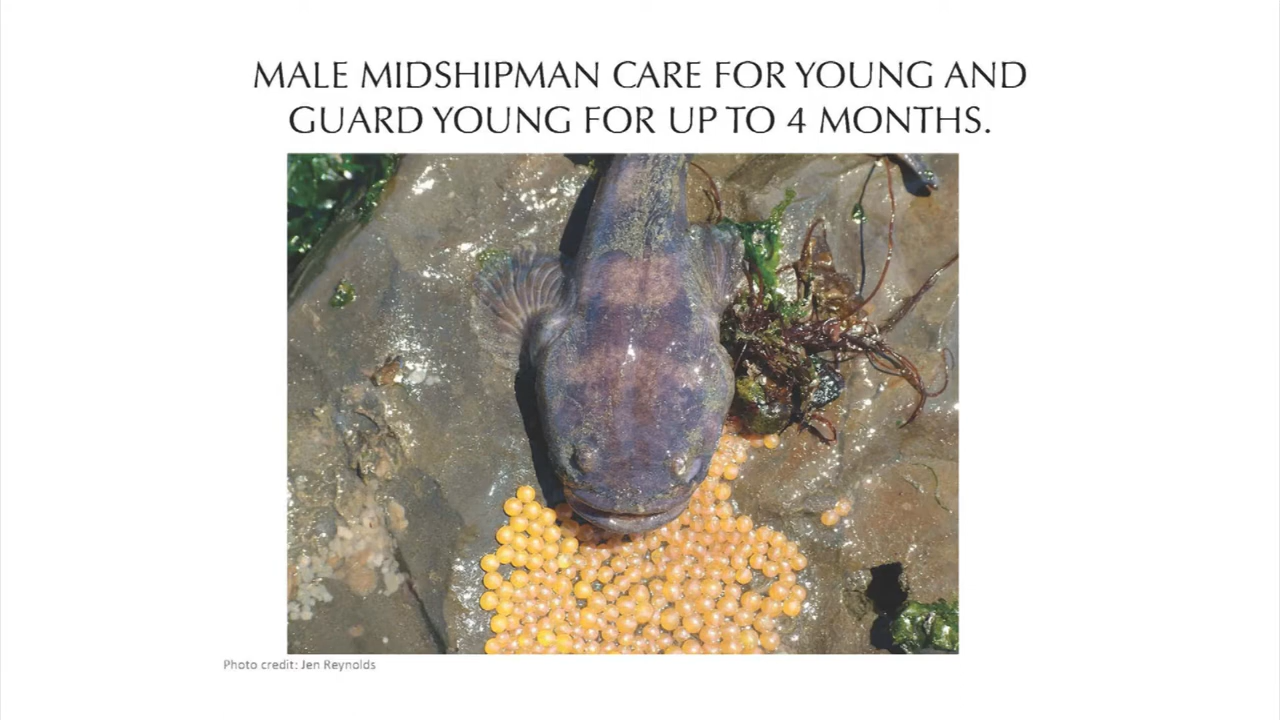 MALE MIDSHIPMAN CARE FOR YOUNG AND
GUARD YOUNG FOR UP TO 4 MONTHS.
Photo credit: Jen Reynolds